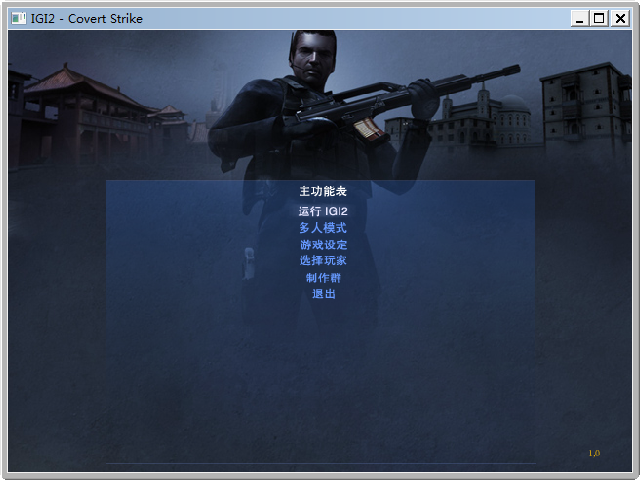 IGI2 - Covert Strike
主功能表
运行 IGI2
多人模式
游戏设定
选择玩家
制作群
退出
1,0